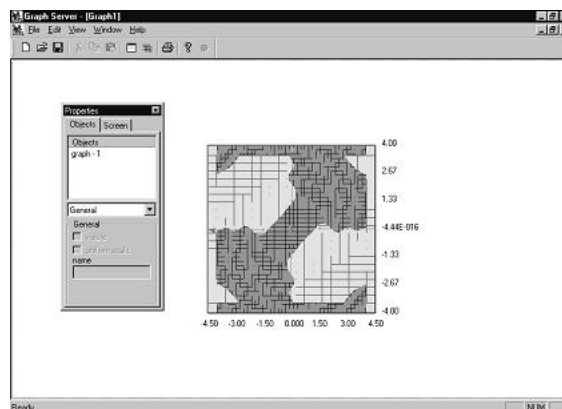 Graph Server - [Graph1]
File Edit View Window Help
Properties
Objects Screen
Objects
graph - 1
General
General
name
4.00
2.67
1.33
-4.44E-016
-1.33
-2.67
-4.00
-4.50 -3.00 -1.50 0.000 1.50 3.00 4.50
Ready
NUM